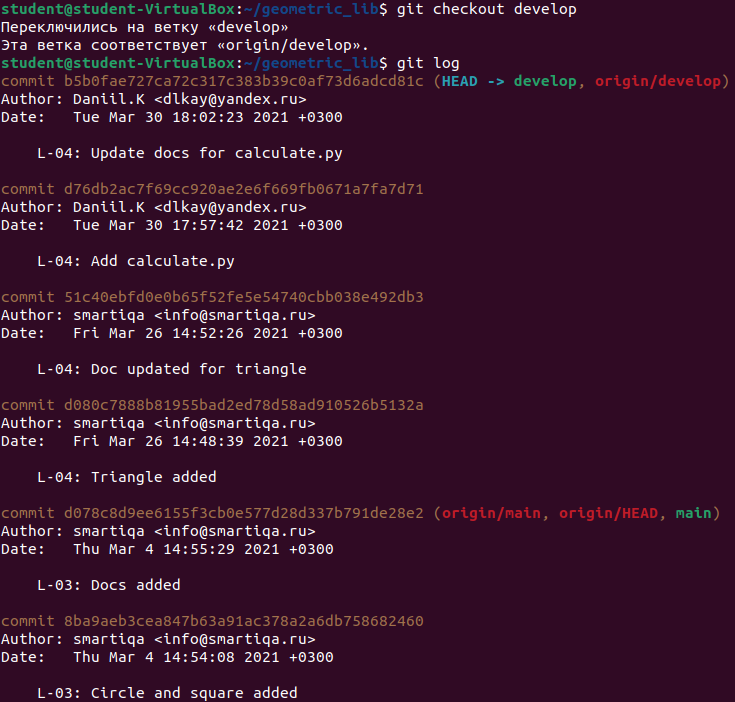 student@student-VirtualBox:~/geometric_lib$ git checkout develop
Переключились на ветку «develop»
Эта ветка соответствует «origin/develop».
student@student-VirtualBox:~/geometric_lib$ git log
commit b5b0fae727ca72c317c383b39c0af73d6adcd81c (HEAD -> develop, origin/develop)
Author: Daniil.K <dlkay@yandex.ru>
Date:   Tue Mar 30 18:02:23 2021 +0300
    L-04: Update docs for calculate.py
commit d76db2ac7f69cc920ae2e6f669fb0671a7fa7d71
Author: Daniil.K <dlkay@yandex.ru>
Date:   Tue Mar 30 17:57:42 2021 +0300
    L-04: Add calculate.py
commit 51c40ebfd0e0b65f52fe5e54740cbb038e492db3
Author: smartiqa <info@smartiqa.ru>
Date:   Fri Mar 26 14:52:26 2021 +0300
    L-04: Doc updated for triangle
commit d080c7888b81955bad2ed78d58ad910526b5132a
Author: smartiqa <info@smartiqa.ru>
Date:   Fri Mar 26 14:48:39 2021 +0300
    L-04: Triangle added
commit d078c8d9ee6155f3cb0e577d28d337b791de28e2 (origin/main, origin/HEAD, main)
Author: smartiqa <info@smartiqa.ru>
Date:   Thu Mar 4 14:55:29 2021 +0300
    L-03: Docs added
commit 8ba9aeb3cea847b63a91ac378a2a6db758682460
Author: smartiqa <info@smartiqa.ru>
Date:   Thu Mar 4 14:54:08 2021 +0300
    L-03: Circle and square added